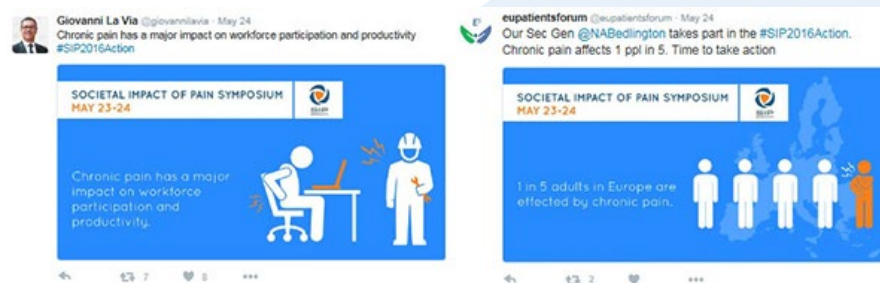 Giovanni La Via @giovannilavia · May 24
Chronic pain has a major impact on workforce participation and productivity
#SIP2016Action
SOCIETAL IMPACT OF PAIN SYMPOSIUM
MAY 23-24
SIP
Chronic pain has a major
impact on workforce
participation and
productivity.
7 8
eupatientsforum @eupatientsforum · May 24
Our Sec Gen @NABedlington takes part in the #SIP2016Action.
Chronic pain affects 1 ppl in 5. Time to take action
SOCIETAL IMPACT OF PAIN SYMPOSIUM
MAY 23-24
SIP
1 in 5 adults in Europe are
effected by chronic pain.
2